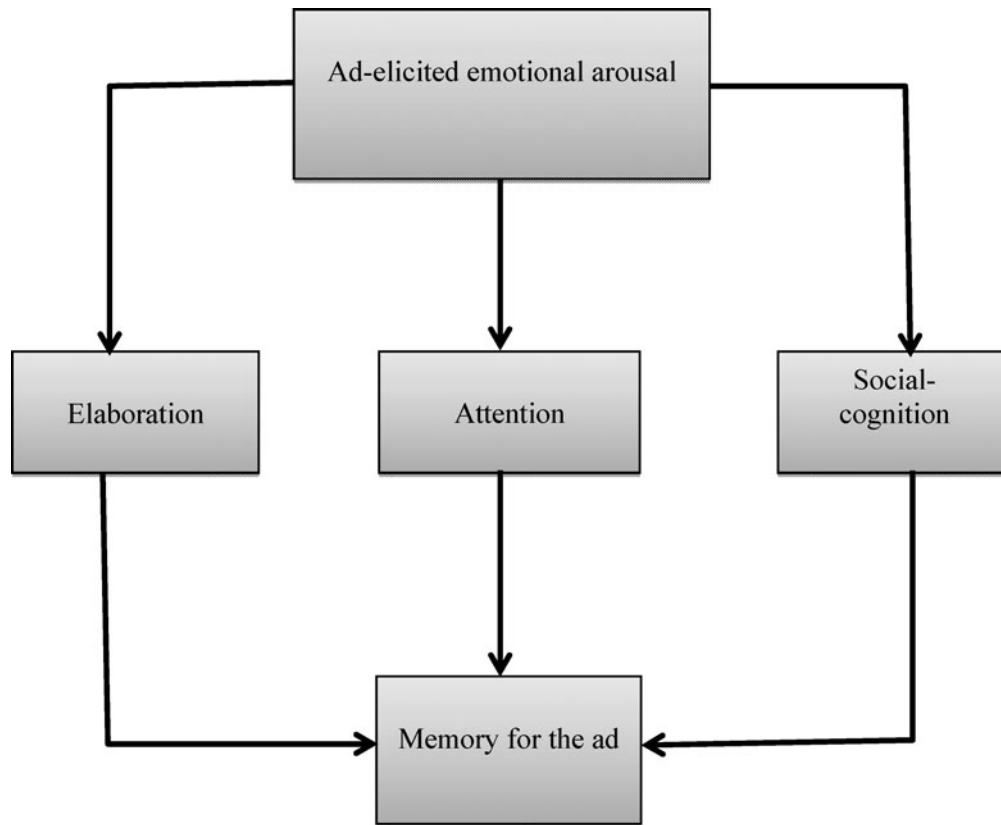 Ad-elicited emotional arousal
Elaboration
Attention
Social-
cognition
Memory for the ad